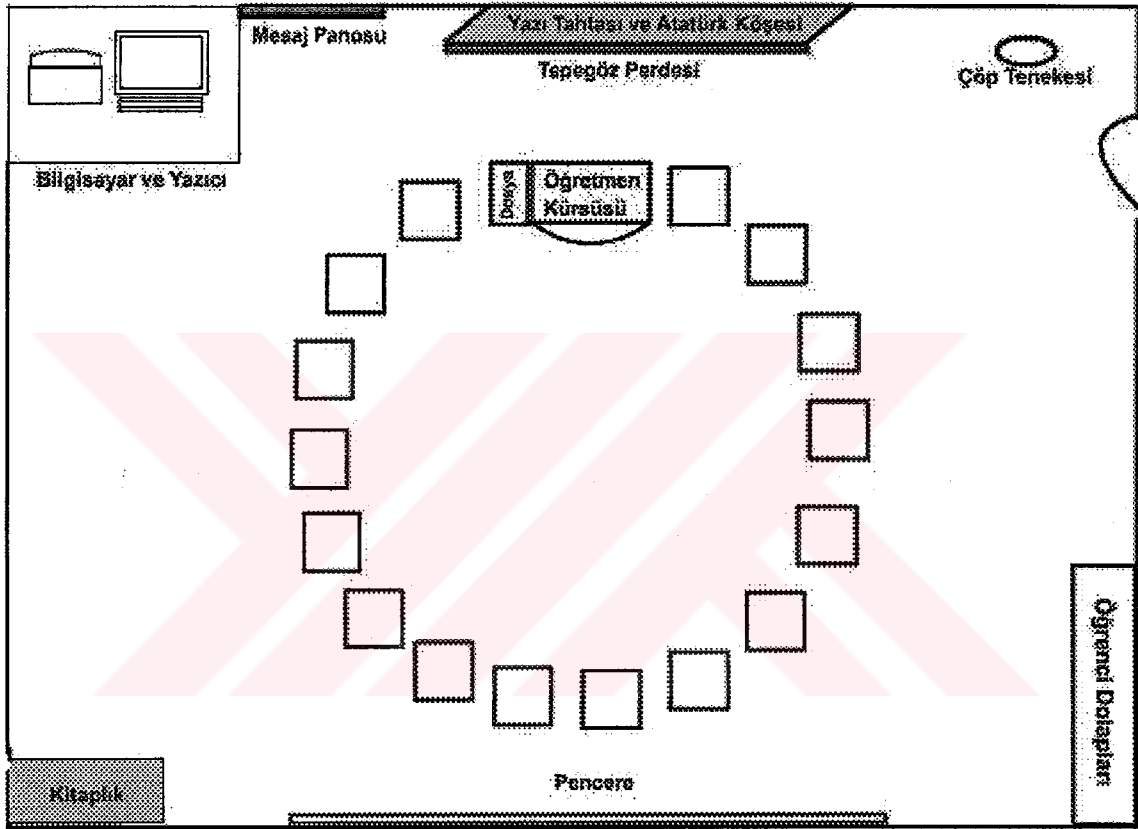 Mesaj Panosu
Yazı Tahtası ve Atatürk Köşesi
Tepegöz Perdesi
Çöp Tenekesi
Bilgisayar ve Yazıcı
Dosya
Öğretmen
Kürsüsü
Öğrenci Dolapları
Kitaplık
Pencere